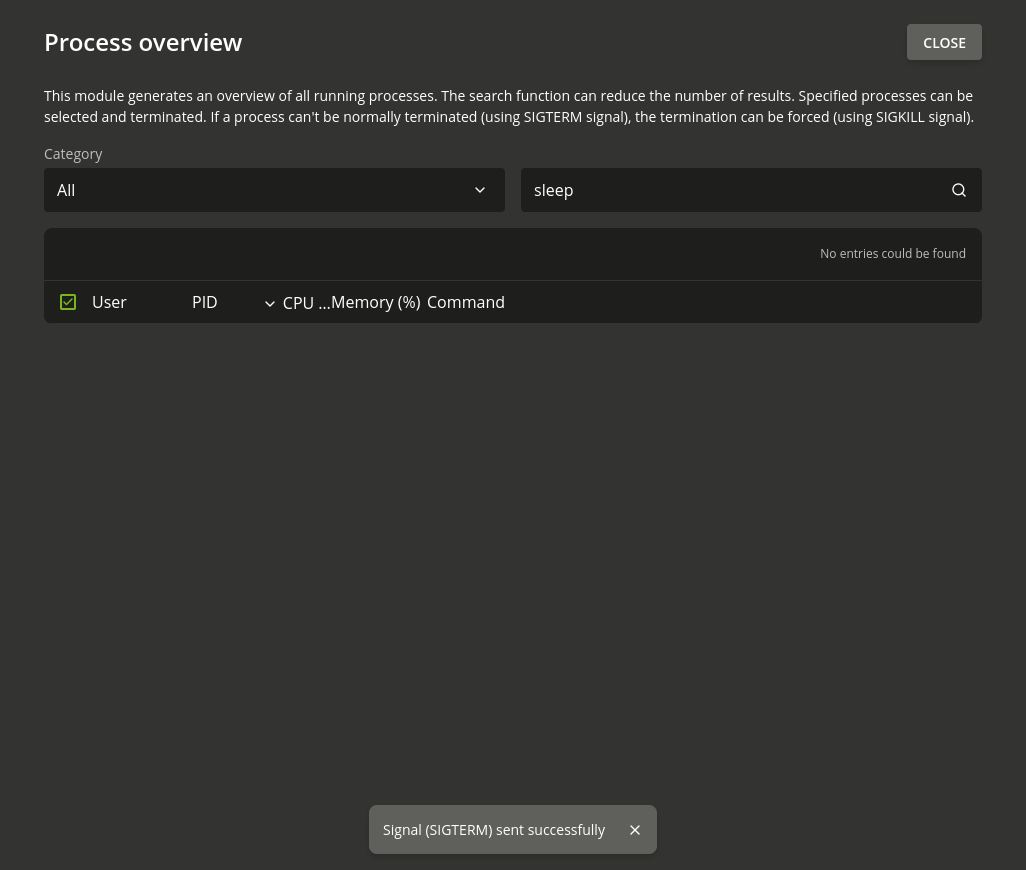 Process overview
CLOSE
This module generates an overview of all running processes. The search function can reduce the number of results. Specified processes can be
selected and terminated. If a process can't be normally terminated (using SIGTERM signal), the termination can be forced (using SIGKILL signal).
Category
All
sleep
No entries could be found
User PID CPU ... Memory (%) Command
Signal (SIGTERM) sent successfully